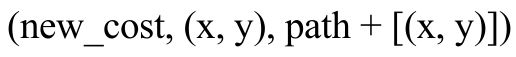 (new_cost, (x, y), path + [(x, y)])